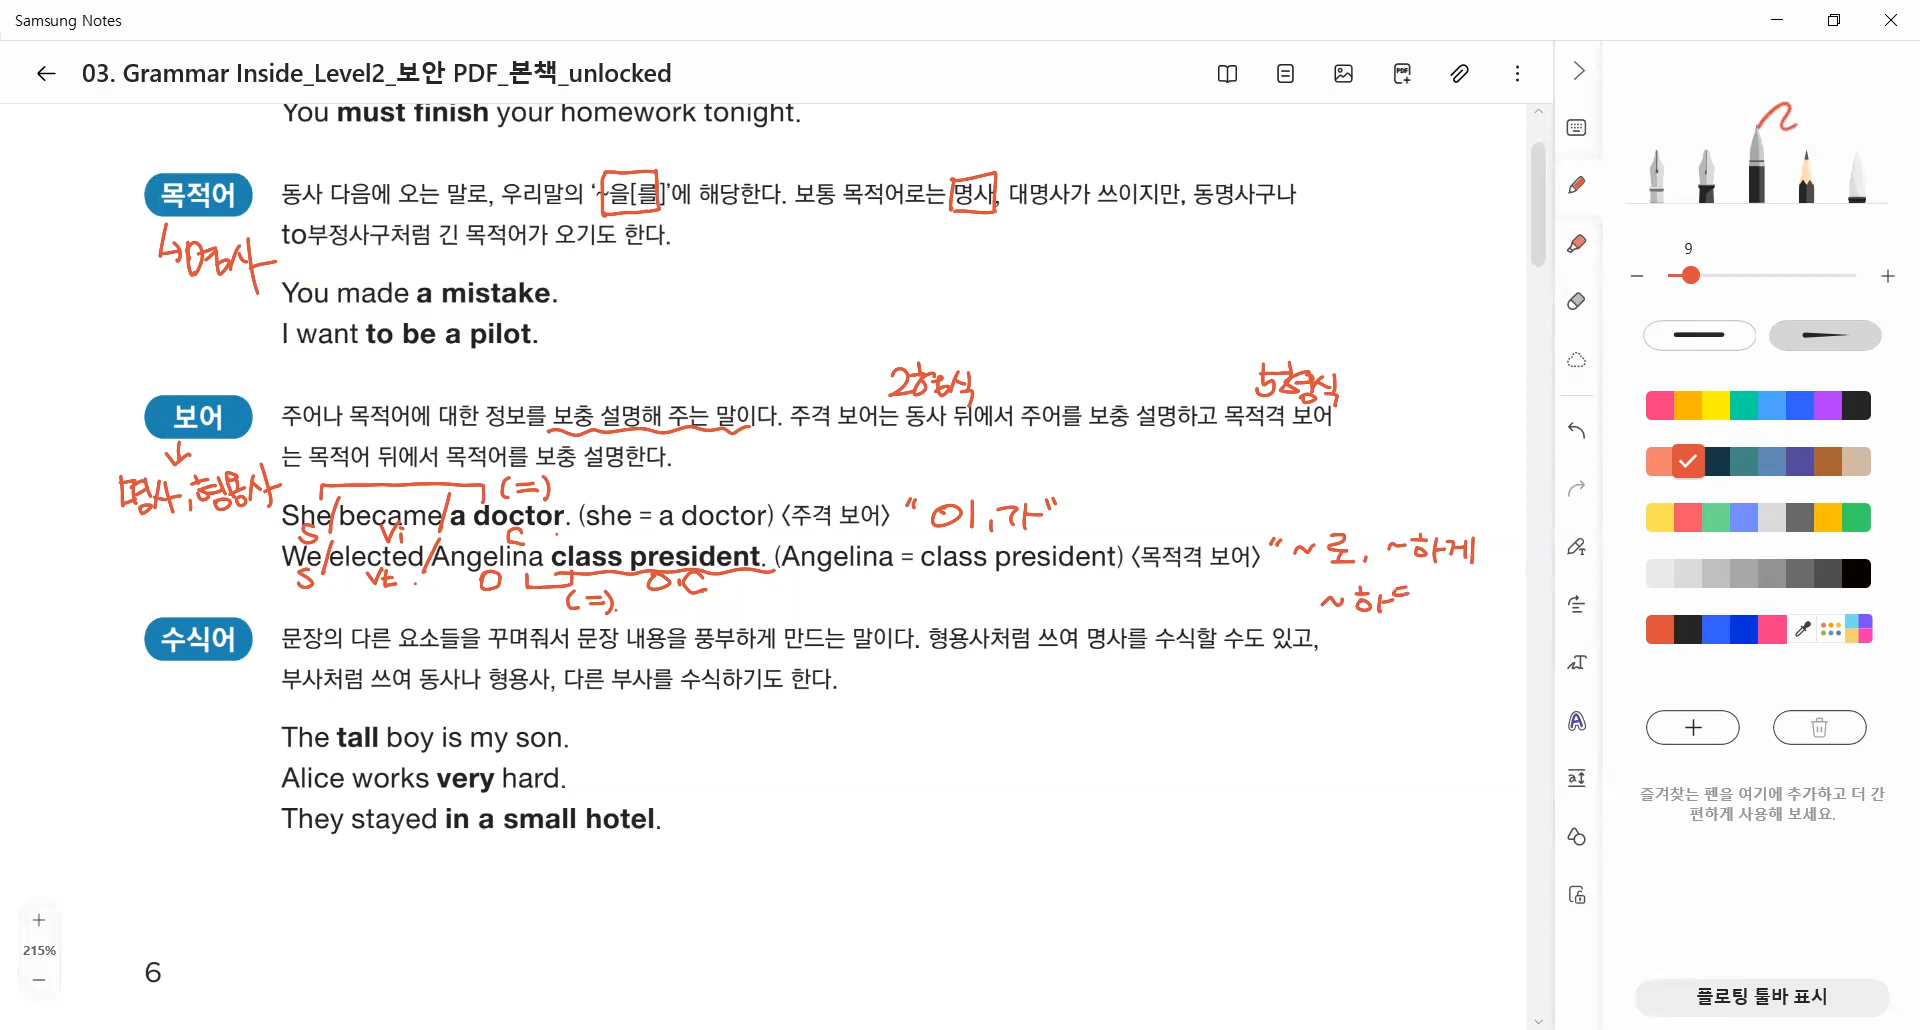 Samsung Notes
03. Grammar Inside_Level2_보안 PDF_본책_unlocked
You must finish your homework tonight.
목적어
동사 다음에 오는 말로, 우리말의 ‘~을[를]’에 해당한다. 보통 목적어로는 명사, 대명사가 쓰이지만, 동명사구나
to부정사구처럼 긴 목적어가 오기도 한다.
↳명사
You made a mistake.
I want to be a pilot.
2형식 5형식
보어
주어나 목적어에 대한 정보를 보충 설명해 주는 말이다. 주격 보어는 동사 뒤에서 주어를 보충 설명하고 목적격 보어
는 목적어 뒤에서 목적어를 보충 설명한다.
명사, 형용사
(=)
She / became / a doctor. (she = a doctor) 〈주격 보어〉 “이, 가”
S Vi C
We / elected / Angelina class president. (Angelina = class president) 〈목적격 보어〉 “~로, ~하게
S Vt. O O.C
(=).
~하
수식어
문장의 다른 요소들을 꾸며줘서 문장 내용을 풍부하게 만드는 말이다. 형용사처럼 쓰여 명사를 수식할 수도 있고,
부사처럼 쓰여 동사나 형용사, 다른 부사를 수식하기도 한다.
The tall boy is my son.
Alice works very hard.
They stayed in a small hotel.
6
215%
9
즐겨찾는 펜을 여기에 추가하고 더 간
편하게 사용해 보세요.
플로팅 툴바 표시